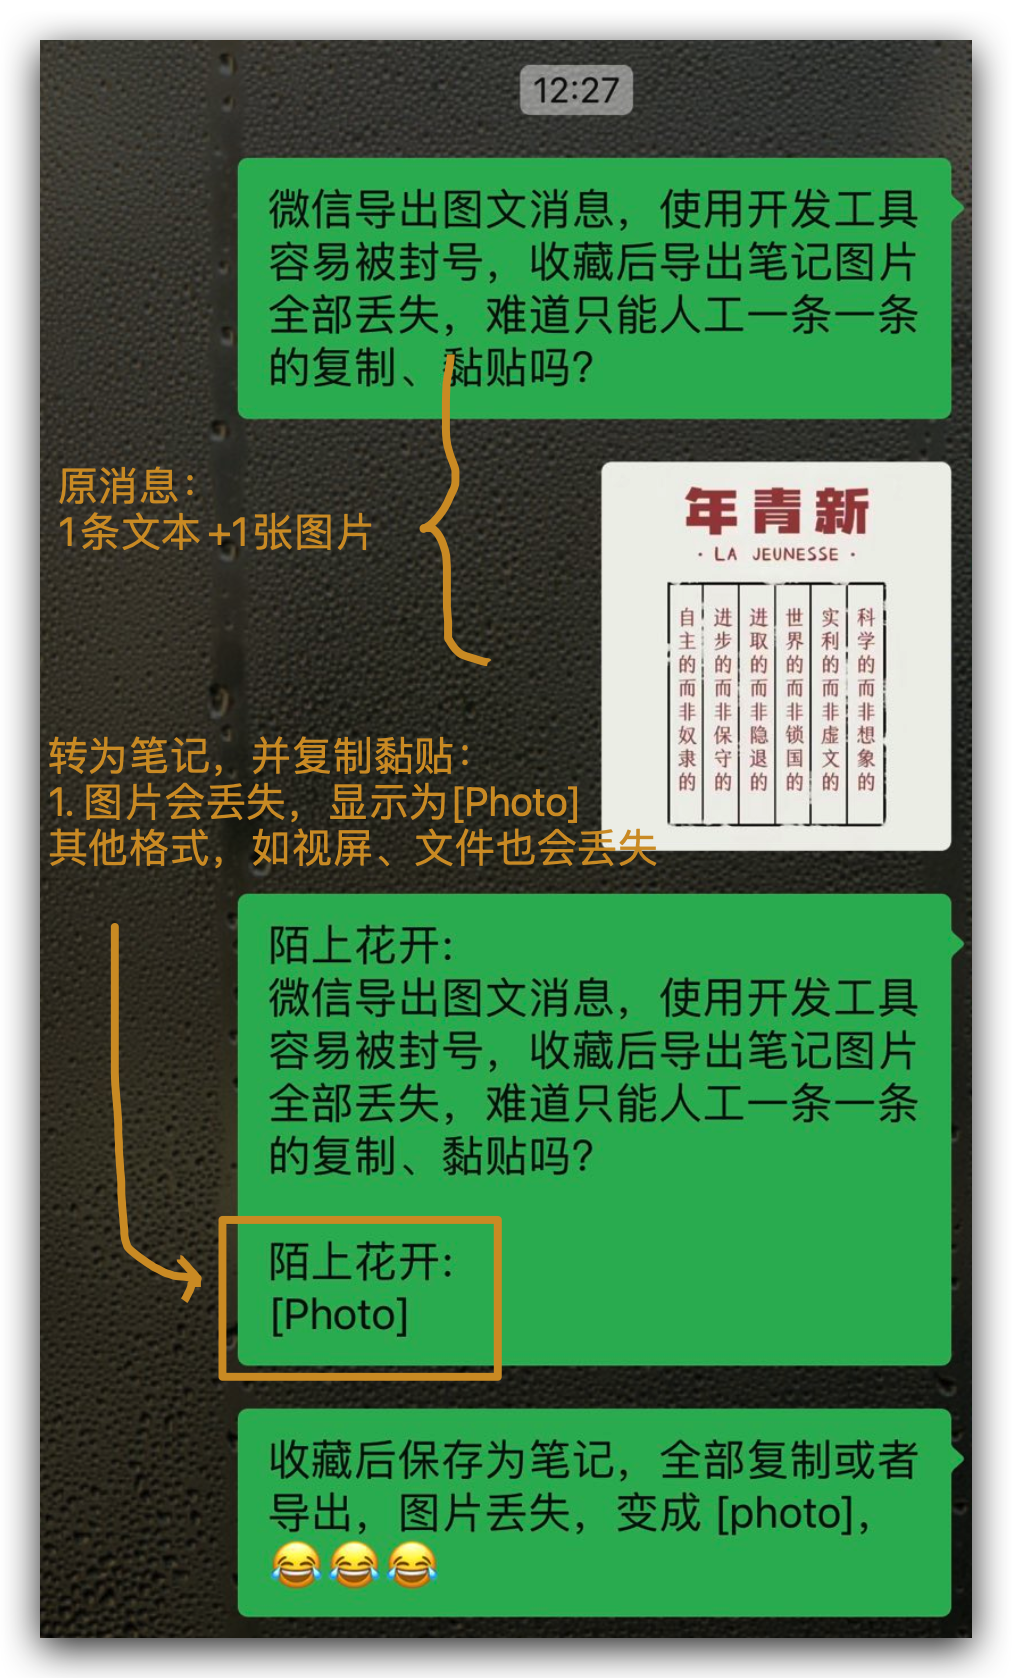 12:27
微信导出图文消息，使用开发工具
容易被封号，收藏后导出笔记图片
全部丢失，难道只能人工一条一条
的复制、黏贴吗？
原消息：
1条文本+1张图片
年青新
· LA JEUNESSE ·
科学的而非想象的
实利的而非虚文的
世界的而非锁国的
进取的而非隐退的
进步的而非保守的
自主的而非奴隶的
转为笔记，并复制黏贴：
1. 图片会丢失，显示为[Photo]
其他格式，如视屏、文件也会丢失
陌上花开:
微信导出图文消息，使用开发工具
容易被封号，收藏后导出笔记图片
全部丢失，难道只能人工一条一条
的复制、黏贴吗？
陌上花开:
[Photo]
收藏后保存为笔记，全部复制或者
导出，图片丢失，变成 [photo]，
😂😂😂